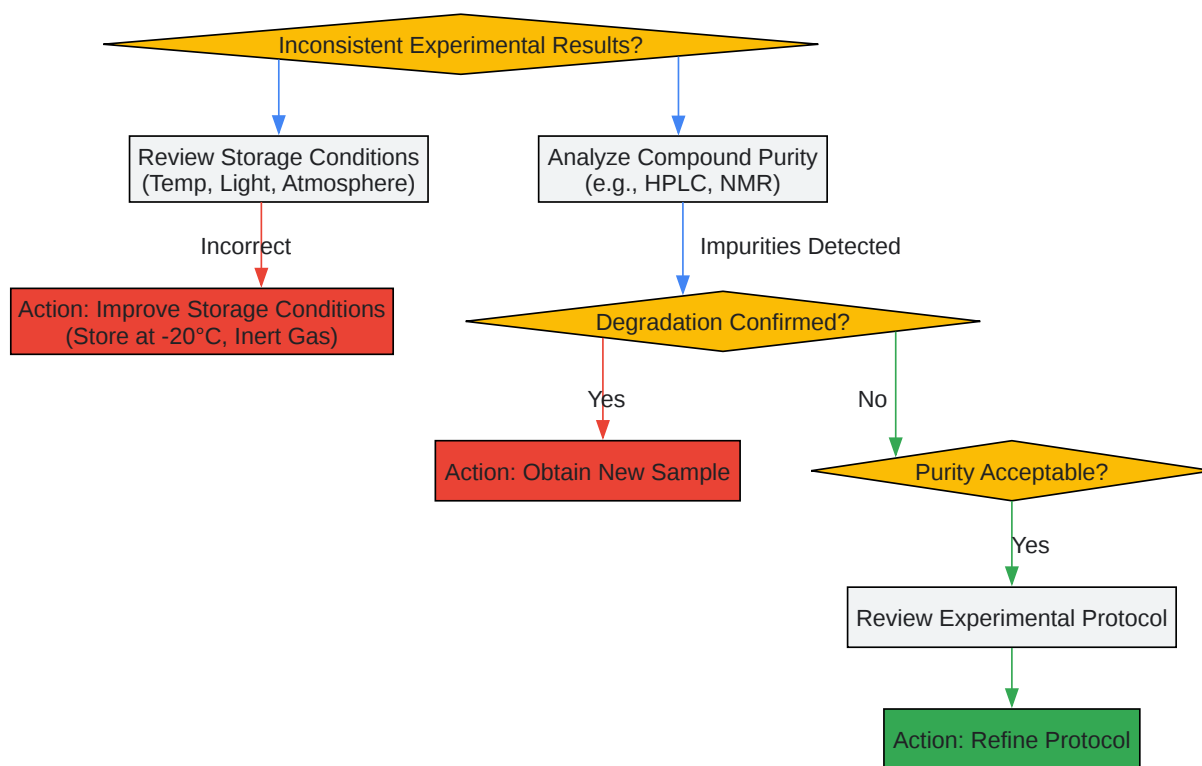 Inconsistent Experimental Results?
Review Storage Conditions
(Temp, Light, Atmosphere)
Analyze Compound Purity
(e.g., HPLC, NMR)
Incorrect
Impurities Detected
Action: Improve Storage Conditions
(Store at -20°C, Inert Gas)
Degradation Confirmed?
Yes
No
Action: Obtain New Sample
Purity Acceptable?
Yes
Review Experimental Protocol
Action: Refine Protocol